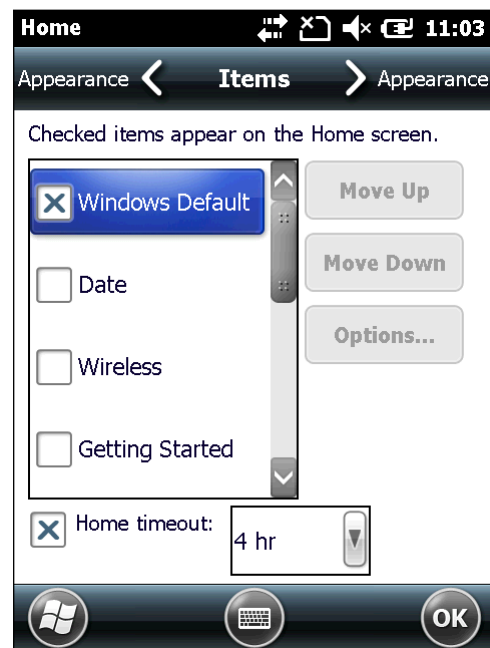 Home 11:03
Appearance Items Appearance
Checked items appear on the Home screen.
Windows Default
Move Up
Date
Move Down
Wireless
Options...
Getting Started
Home timeout: 4 hr
OK